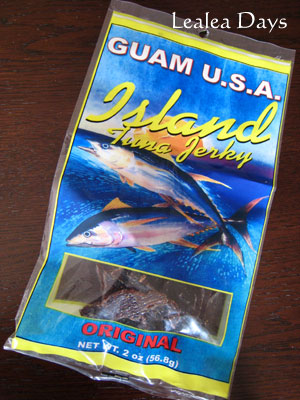 Lealea Days
GUAM U.S.A.
Island
Tuna Jerky
ORIGINAL
NET WT. 2 oz (56.8g)